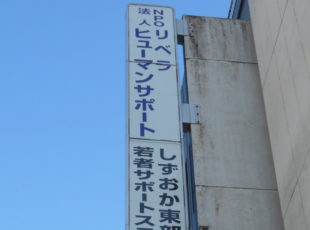 NPO法人
リベラ
ヒューマンサポート
しずおか東部
若者サポートス